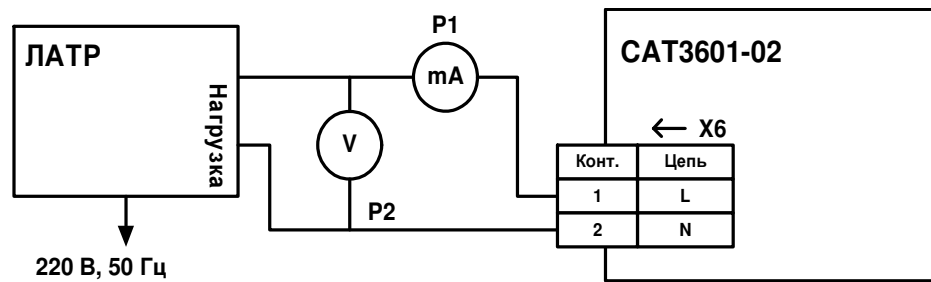 P1
ЛАТР
mA
САТ3601-02
Нагрузка
V
← X6
Конт. Цепь
1 L
2 N
P2
220 В, 50 Гц